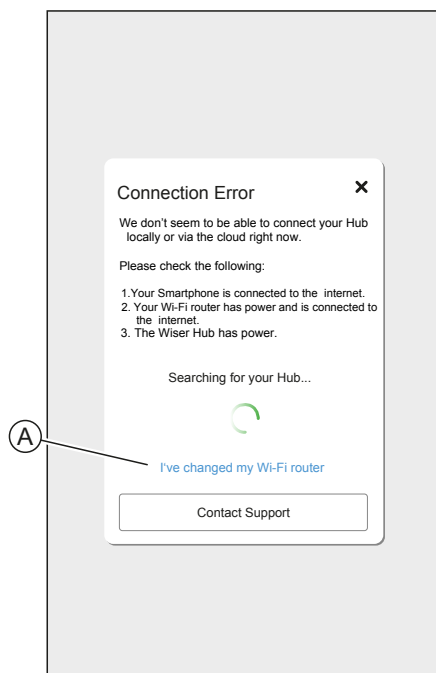 Connection Error
We don't seem to be able to connect your Hub
locally or via the cloud right now.
Please check the following:
1.Your Smartphone is connected to the internet.
2. Your Wi-Fi router has power and is connected to
the internet.
3. The Wiser Hub has power.
Searching for your Hub...
A
I've changed my Wi-Fi router
Contact Support